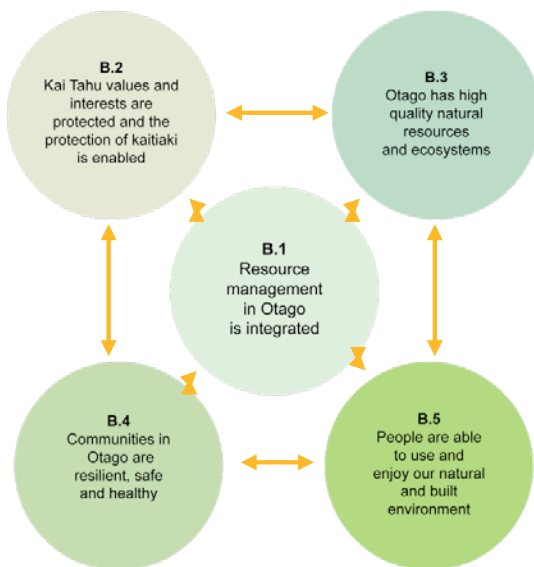 B.2
Kai Tahu values and
interests are
protected and the
protection of kaitiaki
is enabled
B.3
Otago has high
quality natural
resources
and ecosystems
B.1
Resource
management
in Otago
is integrated
B.4
Communities in
Otago are
resilient, safe
and healthy
B.5
People are able
to use and
enjoy our natural
and built
environment